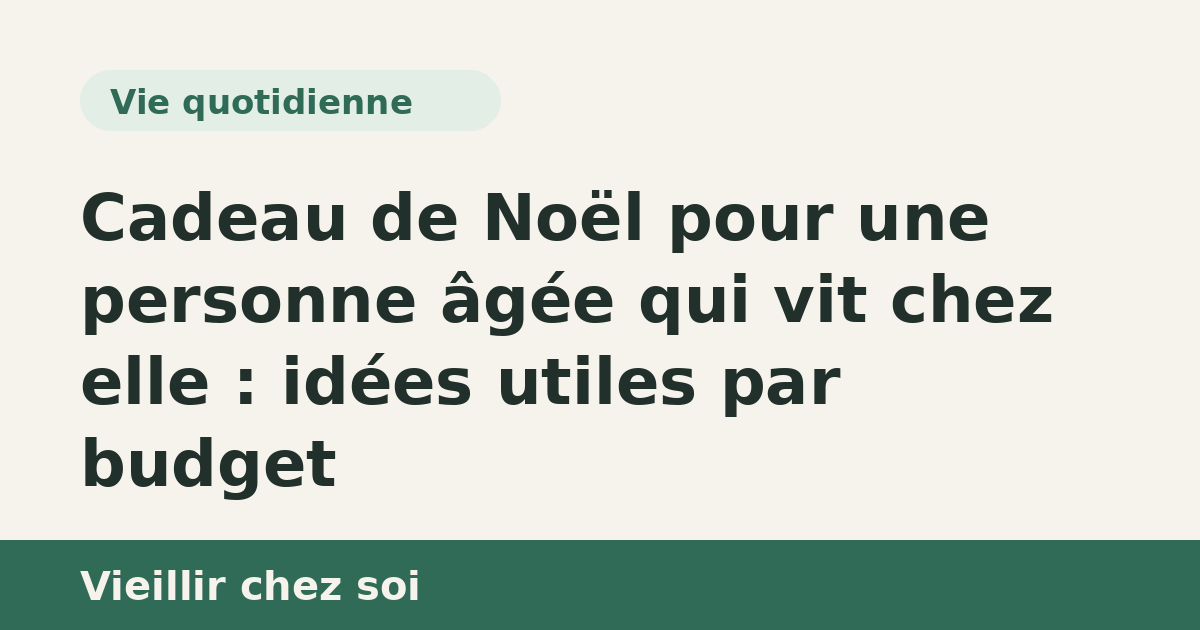 Vie quotidienne
Cadeau de Noël pour une
personne âgée qui vit chez
elle : idées utiles par
budget
Vieillir chez soi